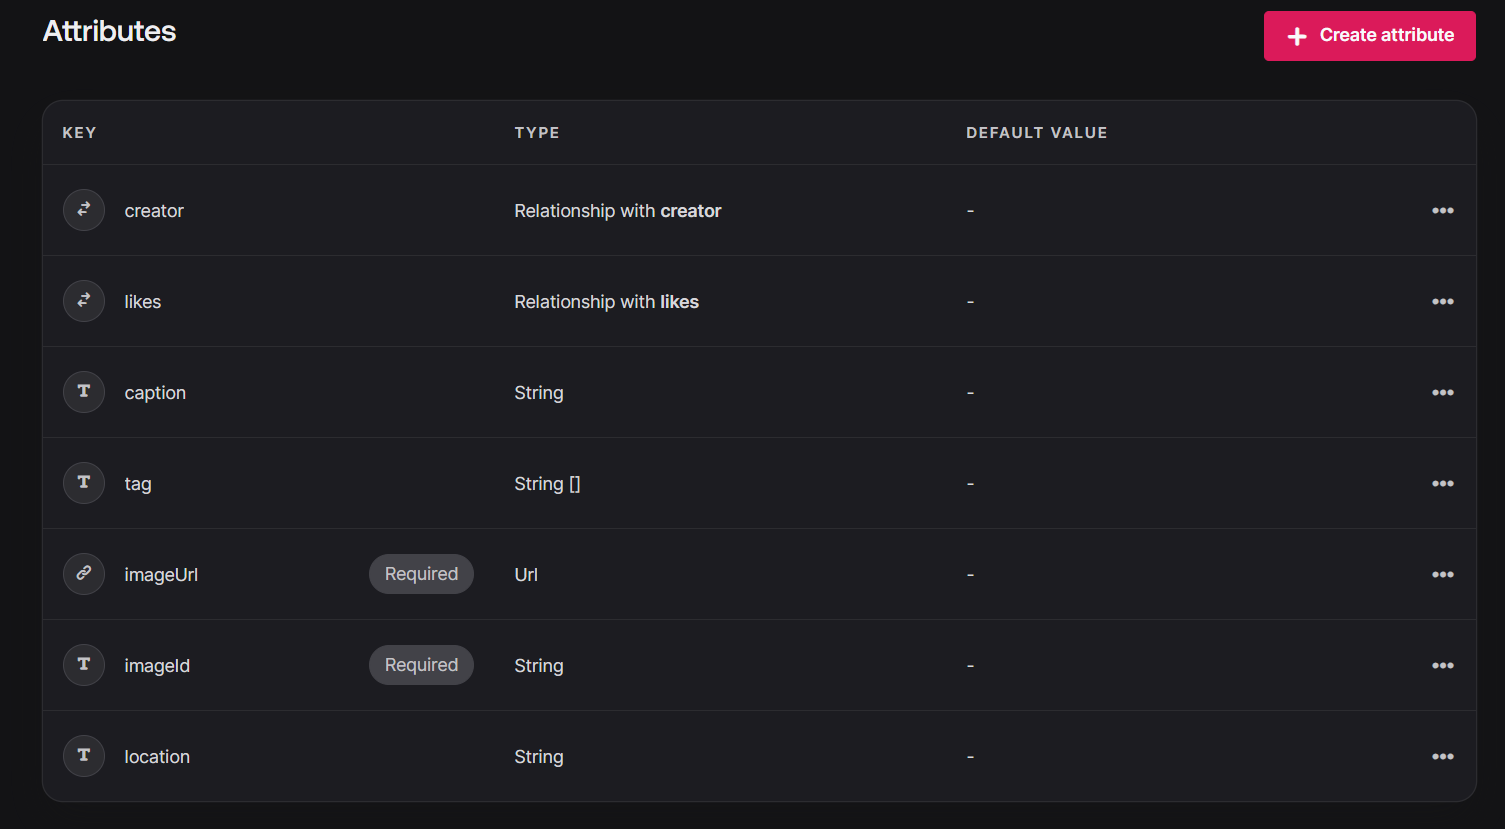 Attributes
Create attribute
KEY TYPE DEFAULT VALUE
creator Relationship with creator -
likes Relationship with likes -
caption String -
tag String [] -
imageUrl Required Url -
imageId Required String -
location String -